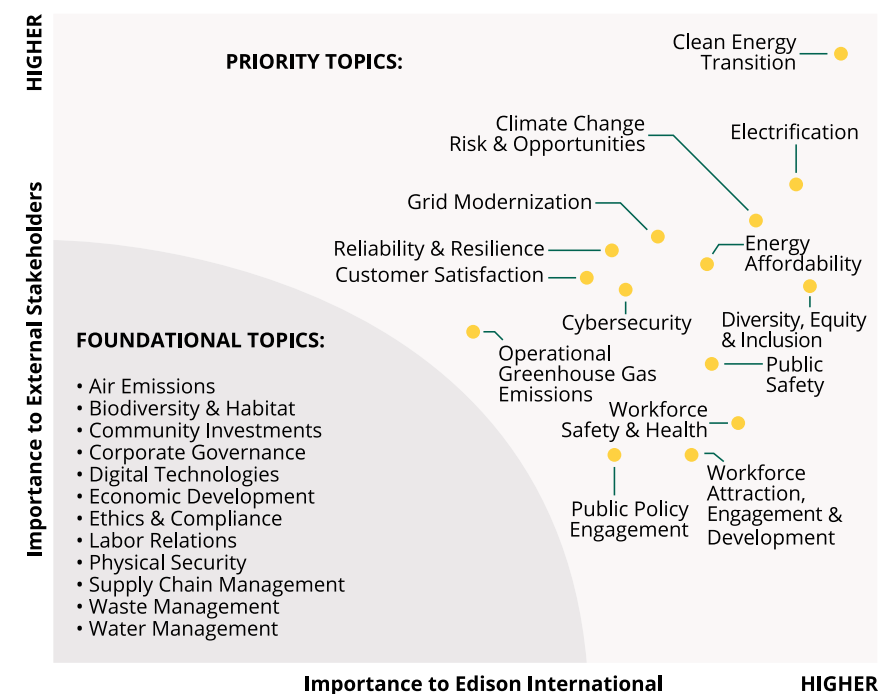 HIGHER
Importance to External Stakeholders
PRIORITY TOPICS:
Clean Energy
Transition
Climate Change
Risk & Opportunities
Electrification
Grid Modernization
Reliability & Resilience
Energy
Affordability
Customer Satisfaction
Cybersecurity
Diversity, Equity
& Inclusion
Operational
Greenhouse Gas
Emissions
Public
Safety
Workforce
Safety & Health
Workforce
Attraction,
Engagement &
Development
Public Policy
Engagement
FOUNDATIONAL TOPICS:
• Air Emissions
• Biodiversity & Habitat
• Community Investments
• Corporate Governance
• Digital Technologies
• Economic Development
• Ethics & Compliance
• Labor Relations
• Physical Security
• Supply Chain Management
• Waste Management
• Water Management
Importance to Edison International
HIGHER